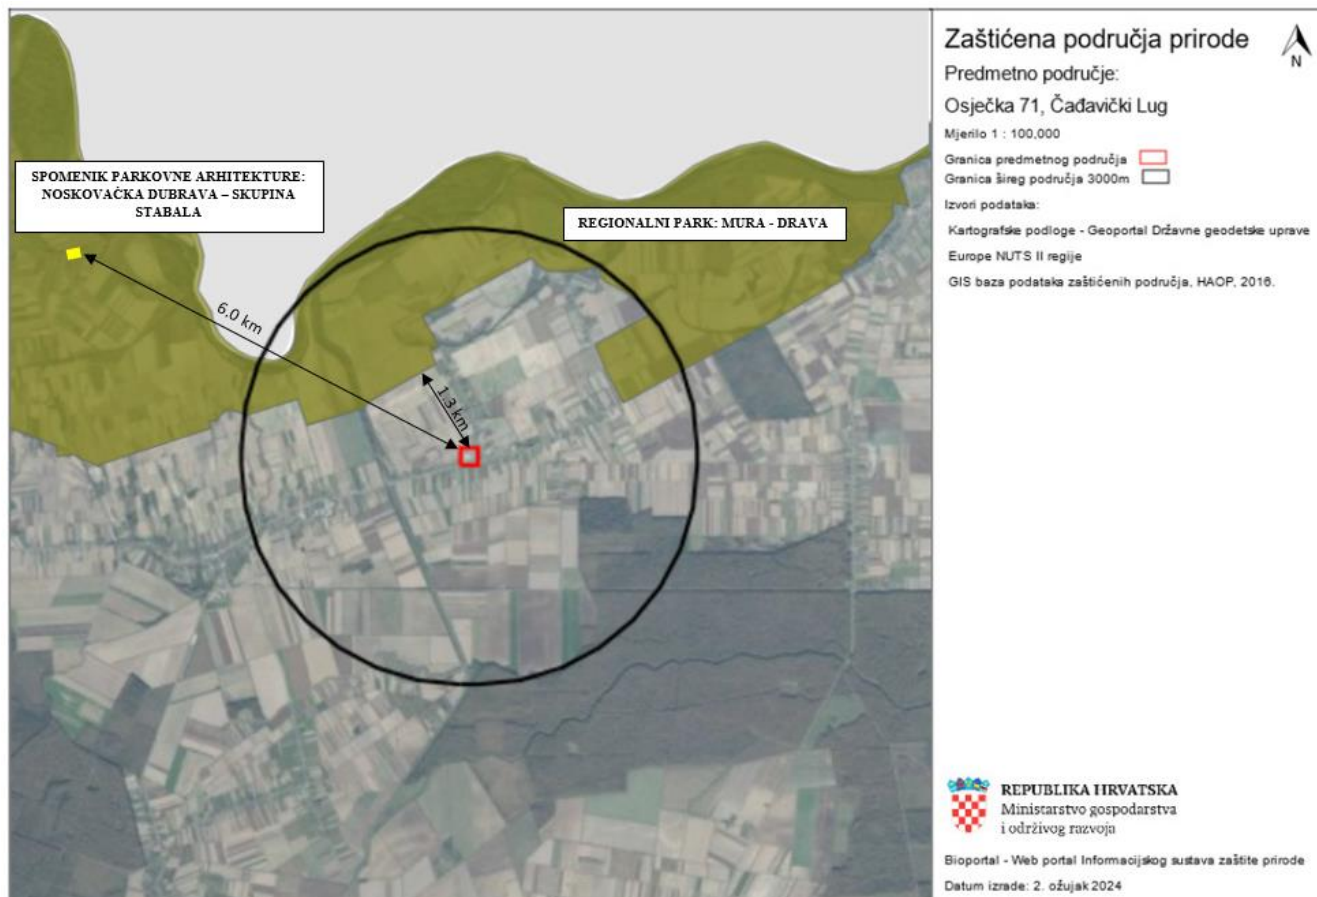 Zaštićena područja prirode
N
Predmetno područje:
Osječka 71, Čađavički Lug
Mjerilo 1 : 100,000
Granica predmetnog područja
Granica šireg područja 3000m
Izvori podataka:
Kartografske podloge - Geoportal Državne geodetske uprave
Europe NUTS II regije
GIS baza podataka zaštićenih područja, HAOP, 2016.
SPOMENIK PARKOVNE ARHITEKTURE:
NOSKOVAČKA DUBRAVA – SKUPINA
STABALA
REGIONALNI PARK: MURA - DRAVA
6.0 km
1.3 km
REPUBLIKA HRVATSKA
Ministarstvo gospodarstva
i održivog razvoja
Bioportal - Web portal Informacijskog sustava zaštite prirode
Datum izrade: 2. ožujak 2024